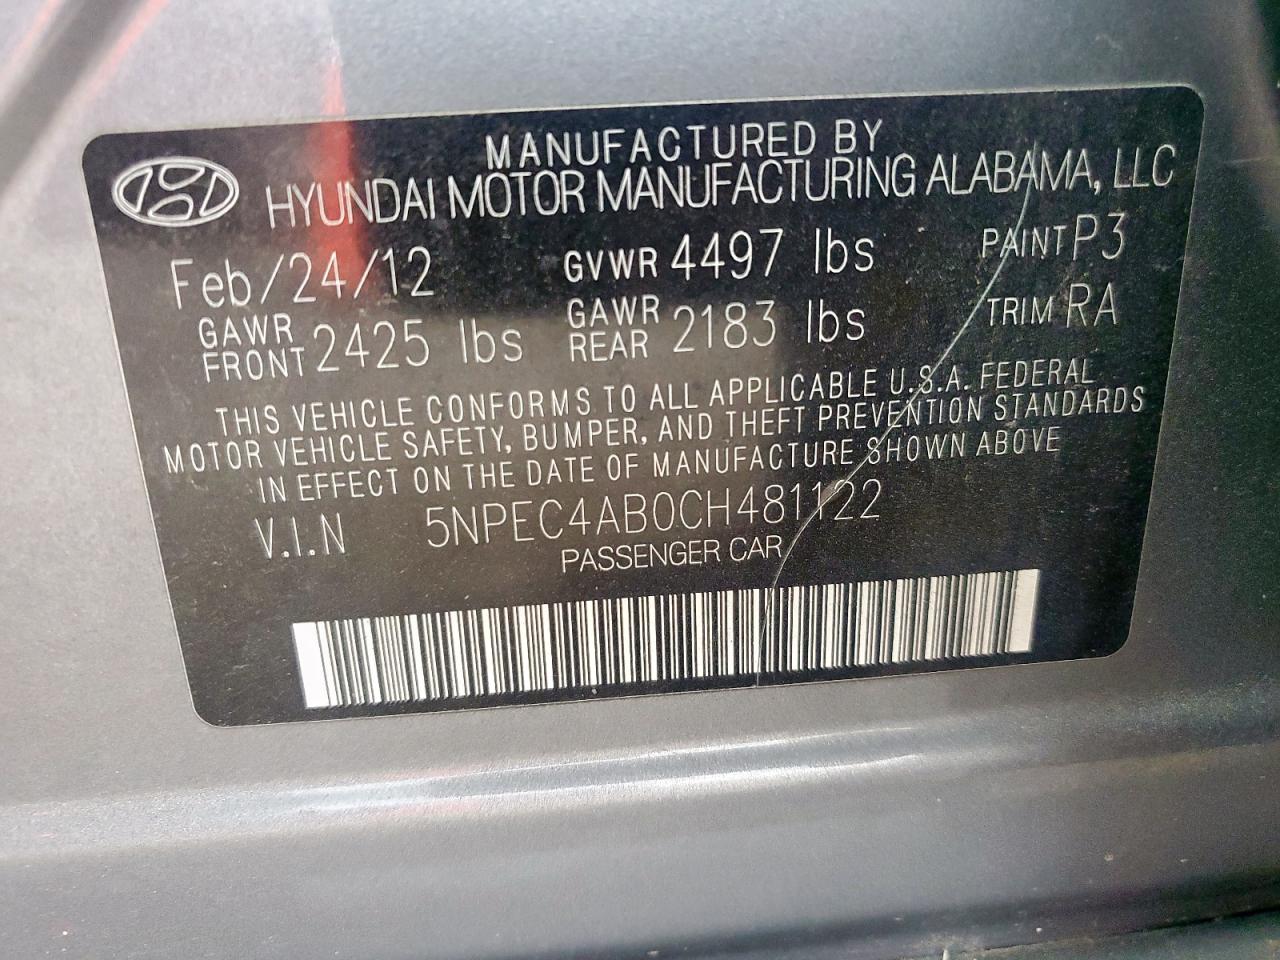 MANUFACTURED BY
HYUNDAI MOTOR MANUFACTURING ALABAMA, LLC
Feb/24/12 GVWR 4497 lbs PAINT P3
GAWR FRONT 2425 lbs GAWR REAR 2183 lbs TRIM RA
THIS VEHICLE CONFORMS TO ALL APPLICABLE U.S.A. FEDERAL
MOTOR VEHICLE SAFETY, BUMPER, AND THEFT PREVENTION STANDARDS
IN EFFECT ON THE DATE OF MANUFACTURE SHOWN ABOVE
V.I.N 5NPEC4AB0CH481122
PASSENGER CAR